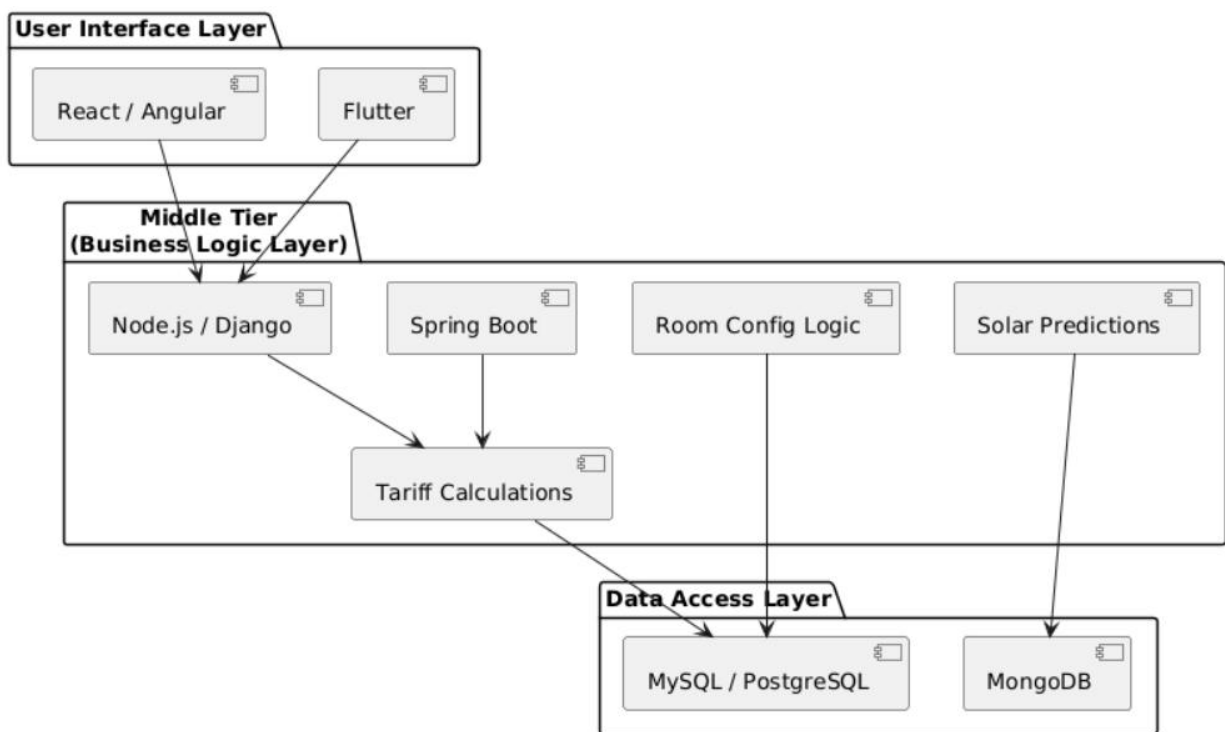 User Interface Layer
React / Angular
Flutter
Middle Tier
(Business Logic Layer)
Node.js / Django
Spring Boot
Room Config Logic
Solar Predictions
Tariff Calculations
Data Access Layer
MySQL / PostgreSQL
MongoDB